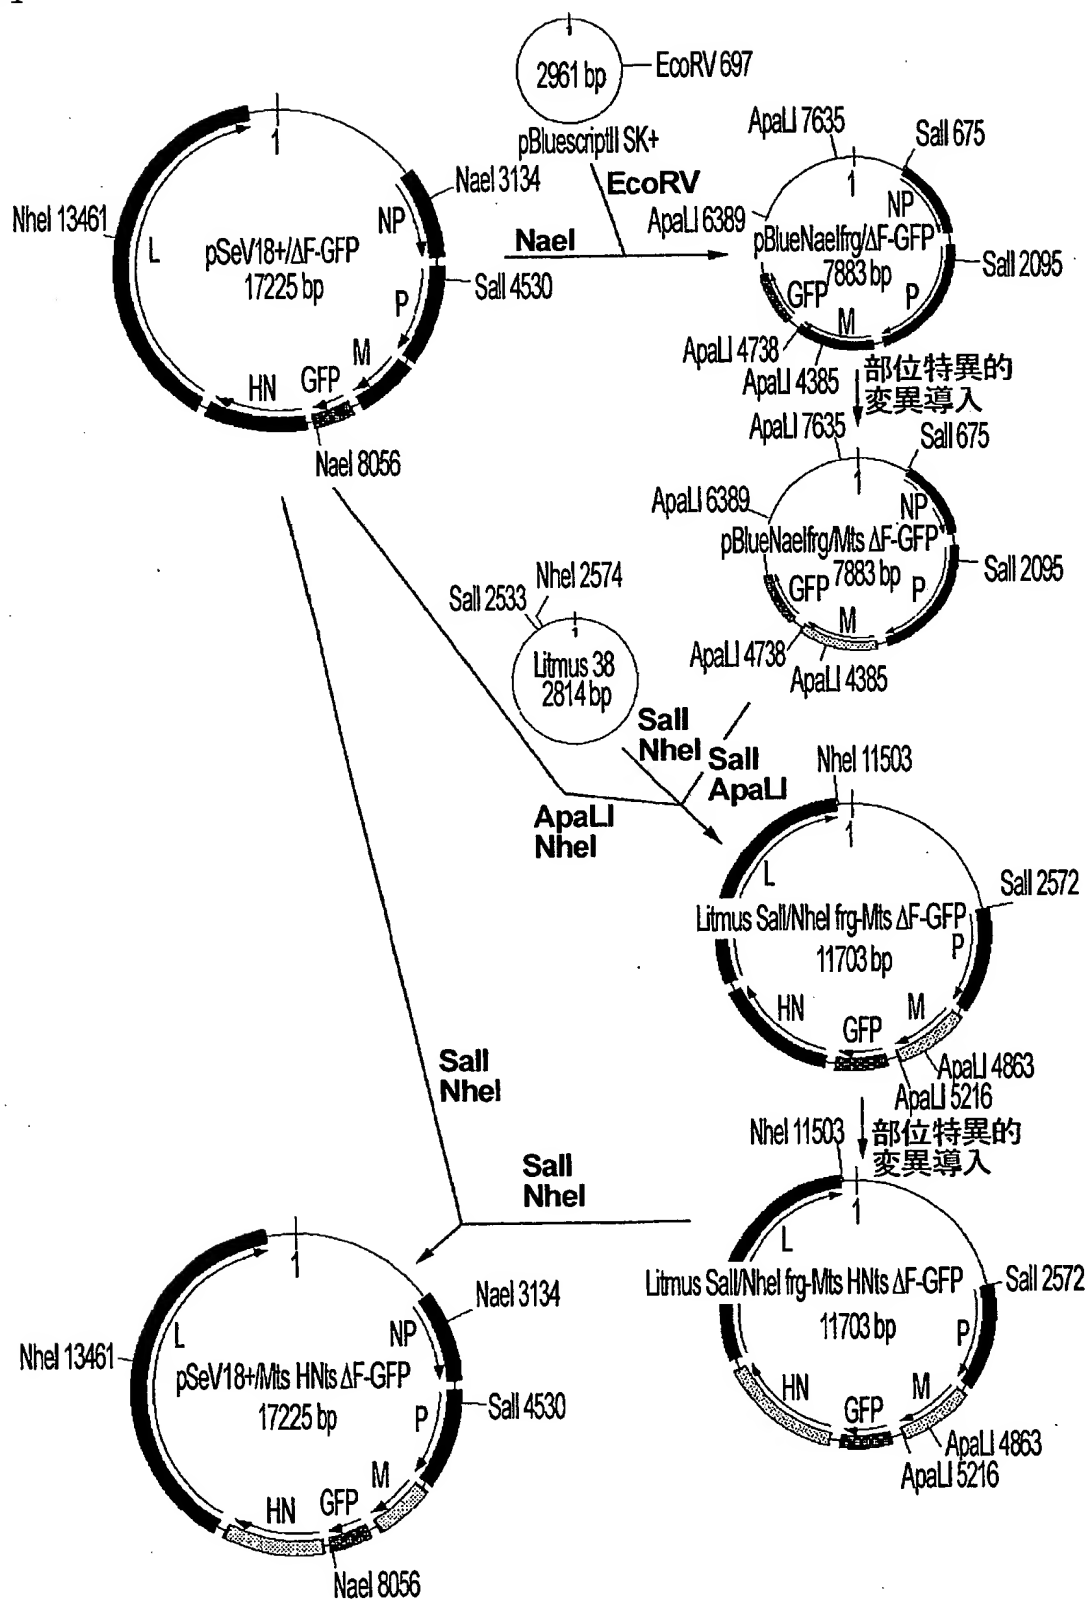 1
2961 bp
EcoRV 697
pBluescriptII SK+
EcoRV
NaeI
1
NheI 13461
L
NaeI 3134
NP
pSeV18+/ΔF-GFP
17225 bp
SalI 4530
P
M
GFP
HN
NaeI 8056
ApaLI 7635
SalI 675
1
NP
ApaLI 6389
pBlueNaeIfrg/ΔF-GFP
7883 bp
SalI 2095
GFP
P
M
ApaLI 4738
ApaLI 4385
部位特異的
変異導入
ApaLI 7635
SalI 675
1
ApaLI 6389
NP
pBlueNaeIfrg/Mts ΔF-GFP
7883 bp
SalI 2095
GFP
P
M
ApaLI 4738
ApaLI 4385
NheI 2574
SalI 2533
1
Litmus 38
2814 bp
SalI
NheI
SalI
ApaLI
ApaLI
NheI
NheI 11503
1
L
SalI 2572
Litmus SalI/NheI frg-Mts ΔF-GFP
11703 bp
P
HN
M
GFP
ApaLI 4863
ApaLI 5216
部位特異的
変異導入
SalI
NheI
SalI
NheI
NheI 11503
1
L
Litmus SalI/NheI frg-Mts HNts ΔF-GFP
SalI 2572
11703 bp
P
HN
M
GFP
ApaLI 4863
ApaLI 5216
1
NaeI 3134
L
NP
NheI 13461
pSeV18+/Mts HNts ΔF-GFP
17225 bp
SalI 4530
P
M
GFP
HN
NaeI 8056